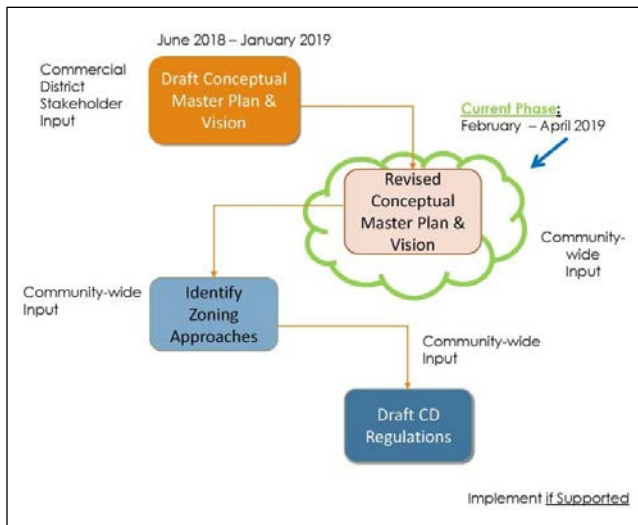 June 2018 – January 2019
Commercial
District
Stakeholder
Input
Draft Conceptual
Master Plan &
Vision
Current Phase:
February – April 2019
Revised
Conceptual
Master Plan &
Vision
Community-
wide
Input
Community-wide
Input
Identify
Zoning
Approaches
Community-wide
Input
Draft CD
Regulations
Implement if Supported